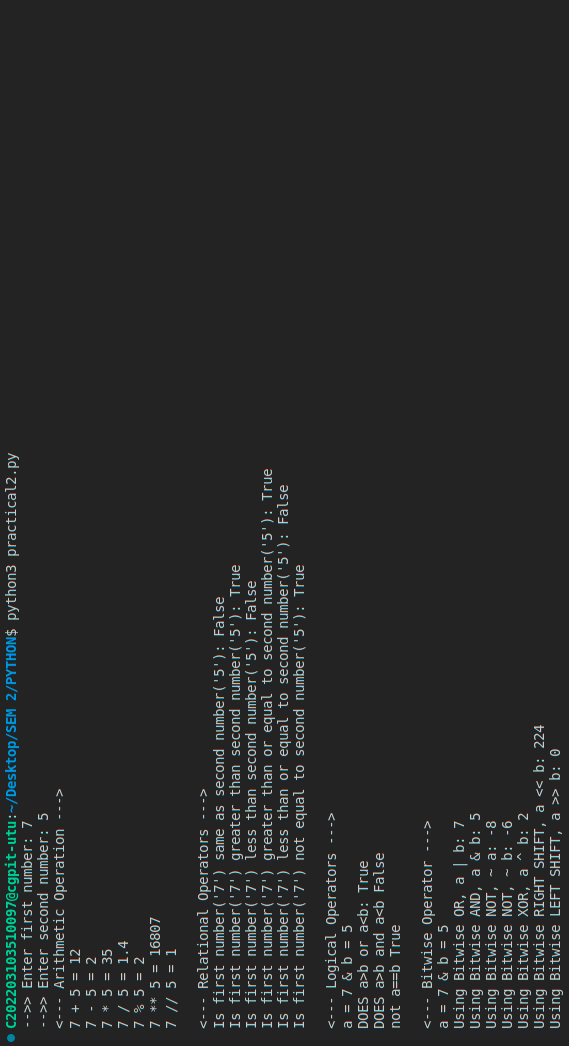 C202203103510097@cgpit-utu:~/Desktop/SEM 2/PYTHON$ python3 practical2.py
-->> Enter first number: 7
-->> Enter second number: 5
<--- Arithmetic Operation --->
7 + 5 = 12
7 - 5 = 2
7 * 5 = 35
7 / 5 = 1.4
7 % 5 = 2
7 ** 5 = 16807
7 // 5 = 1
<--- Relational Operators --->
Is first number('7') same as second number('5'): False
Is first number('7') greater than second number('5'): True
Is first number('7') less than second number('5'): False
Is first number('7') greater than or equal to second number('5'): True
Is first number('7') less than or equal to second number('5'): False
Is first number('7') not equal to second number('5'): True
<--- Logical Operators --->
a = 7 & b = 5
DOES a>b or a<b: True
DOES a>b and a<b False
not a==b True
<--- Bitwise Operator --->
a = 7 & b = 5
Using Bitwise OR, a | b: 7
Using Bitwise AND, a & b: 5
Using Bitwise NOT, ~ a: -8
Using Bitwise NOT, ~ b: -6
Using Bitwise XOR, a ^ b: 2
Using Bitwise RIGHT SHIFT, a << b: 224
Using Bitwise LEFT SHIFT, a >> b: 0